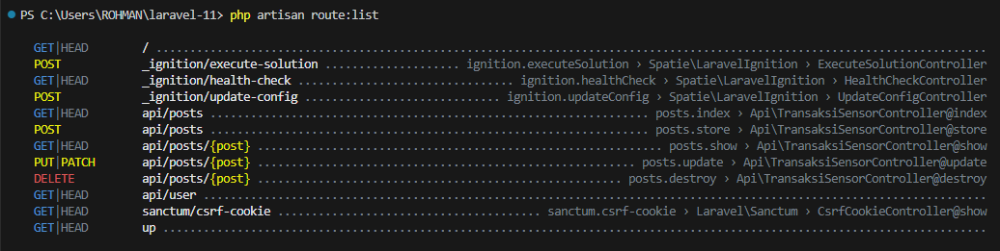 PS C:\Users\ROHMAN\laravel-11> php artisan route:list
GET|HEAD / ........................................................................................................................
POST _ignition/execute-solution .................... ignition.executeSolution › Spatie\LaravelIgnition › ExecuteSolutionController
GET|HEAD _ignition/health-check ................................ ignition.healthCheck › Spatie\LaravelIgnition › HealthCheckController
POST _ignition/update-config ............................. ignition.updateConfig › Spatie\LaravelIgnition › UpdateConfigController
GET|HEAD api/posts ................................................................. posts.index › Api\TransaksiSensorController@index
POST api/posts ................................................................. posts.store › Api\TransaksiSensorController@store
GET|HEAD api/posts/{post} ............................................................ posts.show › Api\TransaksiSensorController@show
PUT|PATCH api/posts/{post} ........................................................ posts.update › Api\TransaksiSensorController@update
DELETE api/posts/{post} ...................................................... posts.destroy › Api\TransaksiSensorController@destroy
GET|HEAD api/user .....................................................................................................................
GET|HEAD sanctum/csrf-cookie ....................................... sanctum.csrf-cookie › Laravel\Sanctum › CsrfCookieController@show
GET|HEAD up ...........................................................................................................................